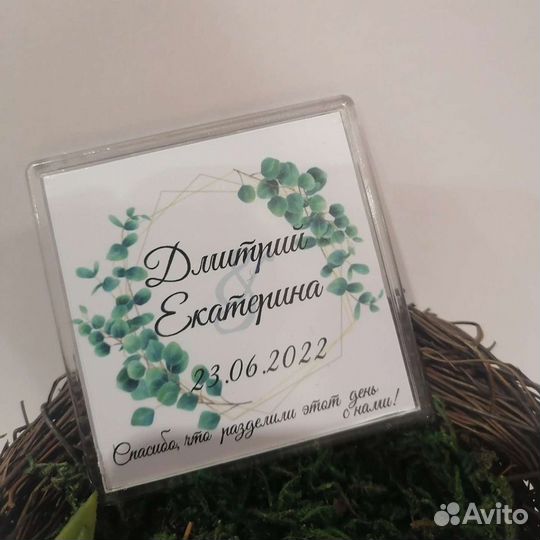 Дмитрий
&
Екатерина
23.06.2022
Спасибо, что разделили этот день
с нами!
Avito